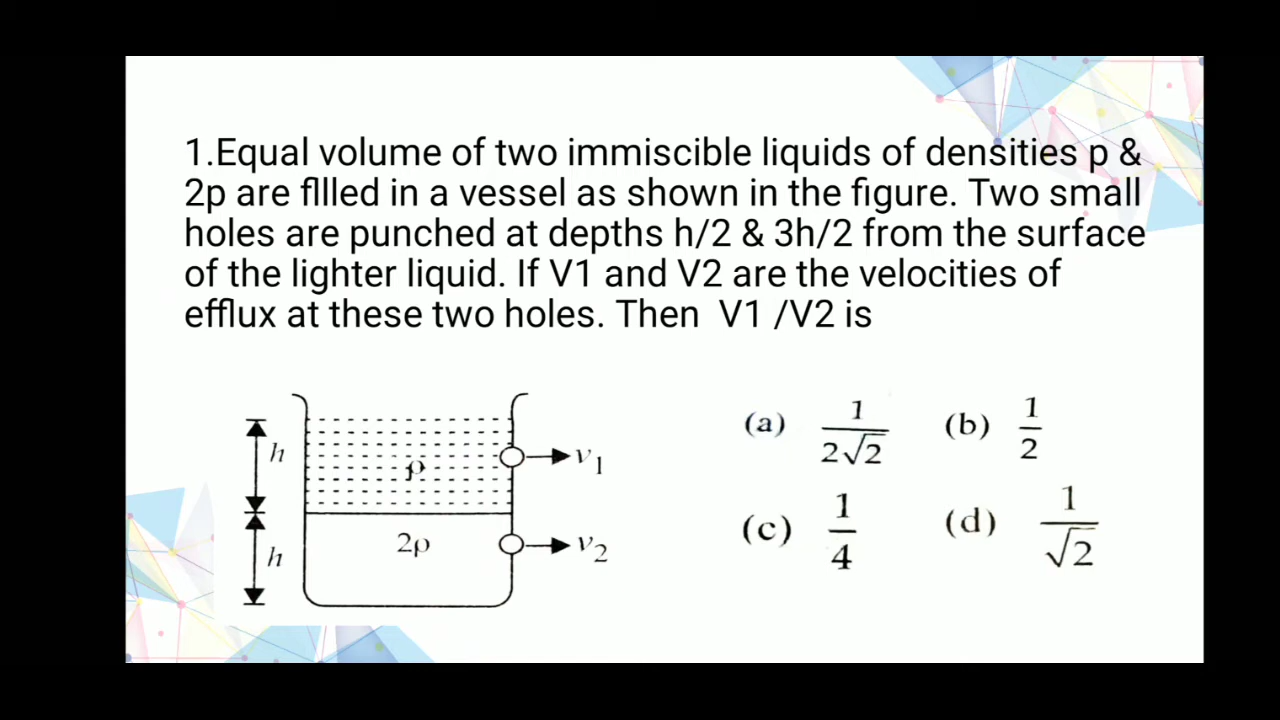 1.Equal volume of two immiscible liquids of densities p &
2p are fIlled in a vessel as shown in the figure. Two small
holes are punched at depths h/2 & 3h/2 from the surface
of the lighter liquid. If V1 and V2 are the velocities of
efflux at these two holes. Then V1 /V2 is
h
ρ
v₁
h
2ρ
v₂
(a) 1/2√2 (b) 1/2
(c) 1/4 (d) 1/√2